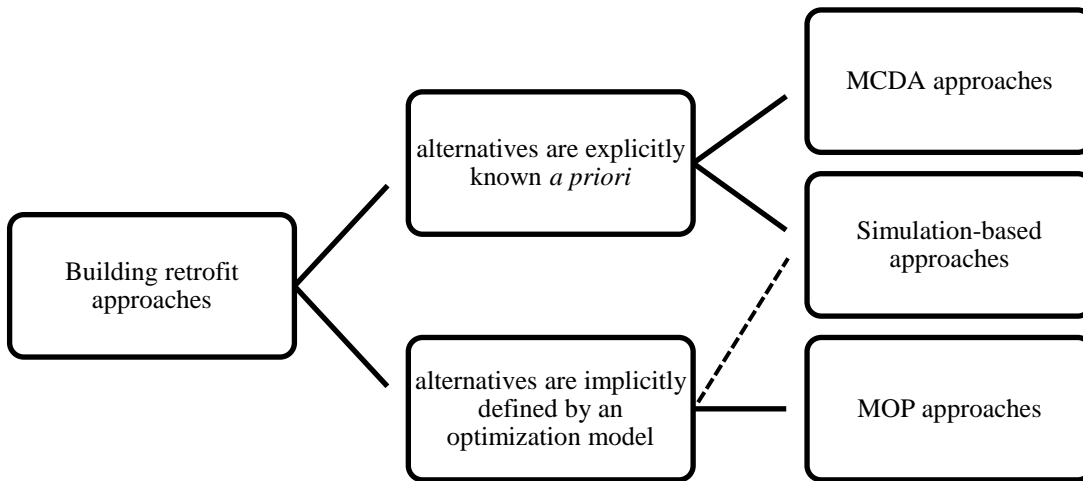 Building retrofit
approaches
alternatives are explicitly
known a priori
alternatives are implicitly
defined by an
optimization model
MCDA approaches
Simulation-based
approaches
MOP approaches